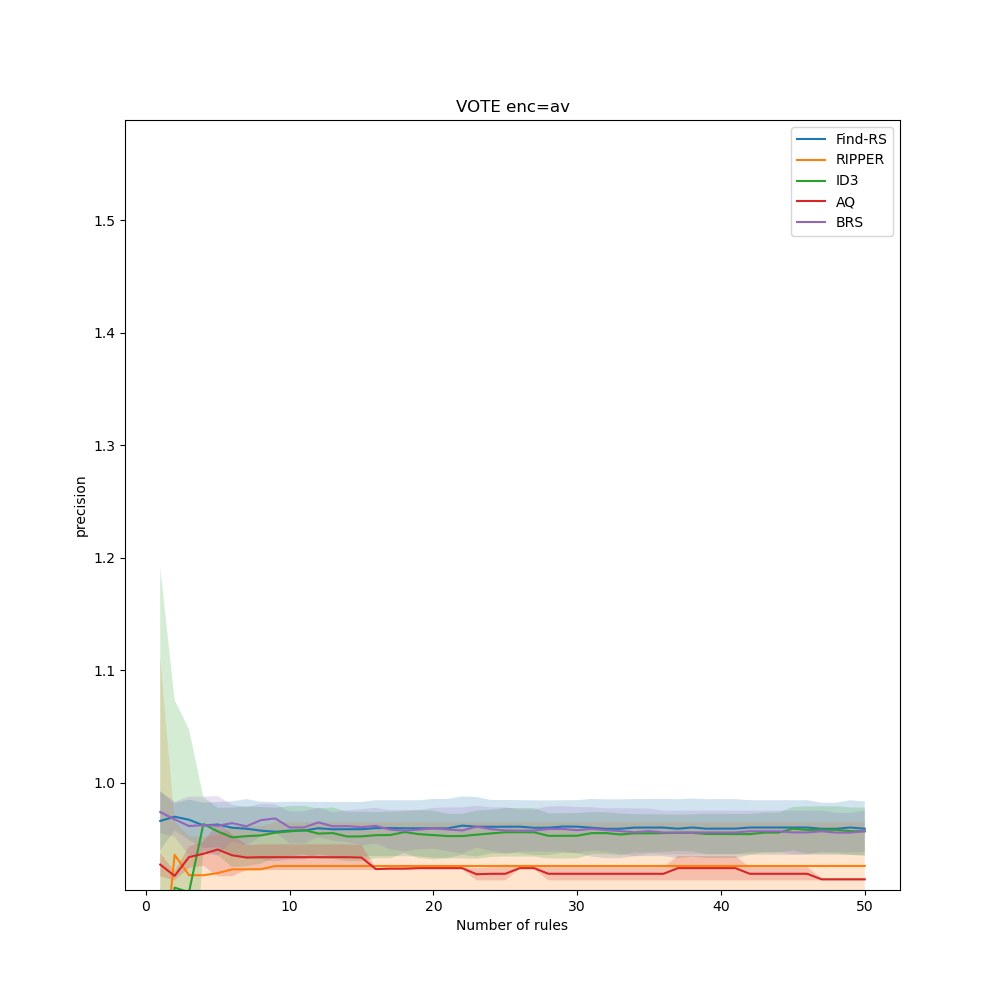 VOTE enc=av
Find-RS
RIPPER
ID3
AQ
BRS
1.5
1.4
1.3
1.2
1.1
1.0
precision
0 10 20 30 40 50
Number of rules